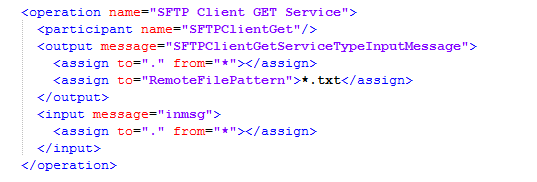 <operation name="SFTP Client GET Service">
<participant name="SFTPClientGet"/>
<output message="SFTPClientGetServiceTypeInputMessage">
<assign to="." from="*"></assign>
<assign to="RemoteFilePattern">*.txt</assign>
</output>
<input message="inmsg">
<assign to="." from="*"></assign>
</input>
</operation>